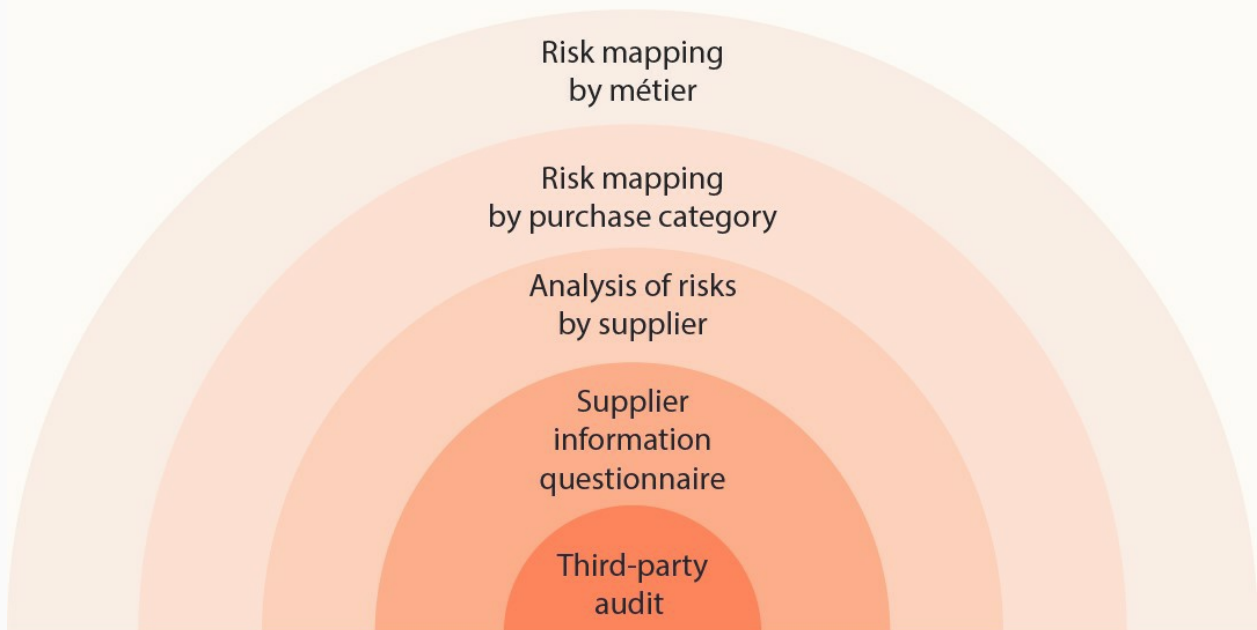 Risk mapping
by métier
Risk mapping
by purchase category
Analysis of risks
by supplier
Supplier
information
questionnaire
Third-party
audit